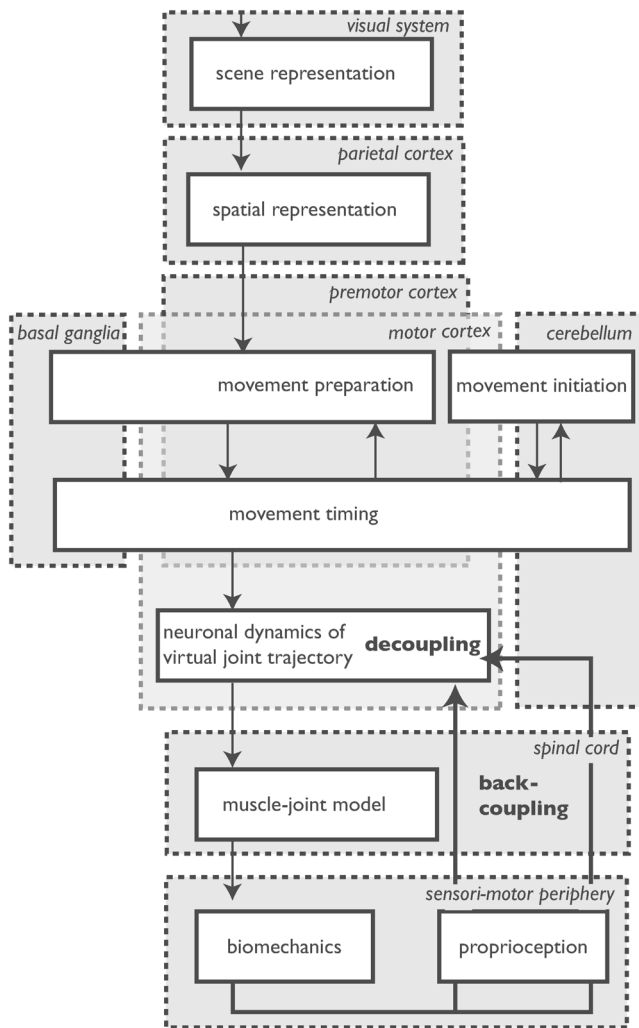 visual system
scene representation
parietal cortex
spatial representation
premotor cortex
basal ganglia
motor cortex
cerebellum
movement preparation
movement initiation
movement timing
neuronal dynamics of
virtual joint trajectory
decoupling
spinal cord
back-
coupling
muscle-joint model
sensori-motor periphery
biomechanics
proprioception